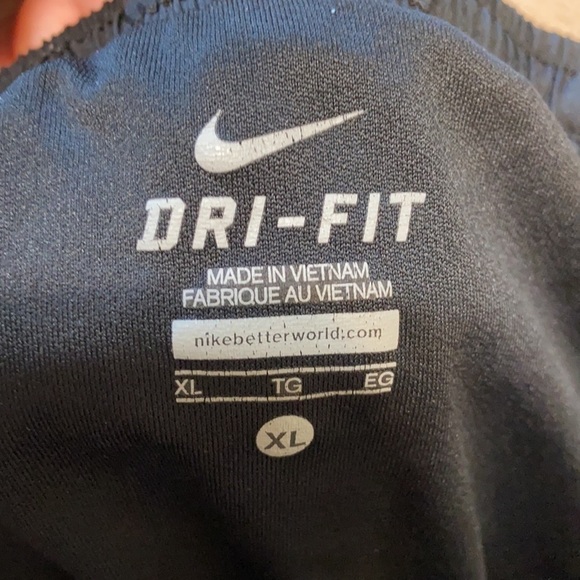 DRI-FIT
MADE IN VIETNAM
FABRIQUE AU VIETNAM
nikebetterworld.com
XL TG EG
XL